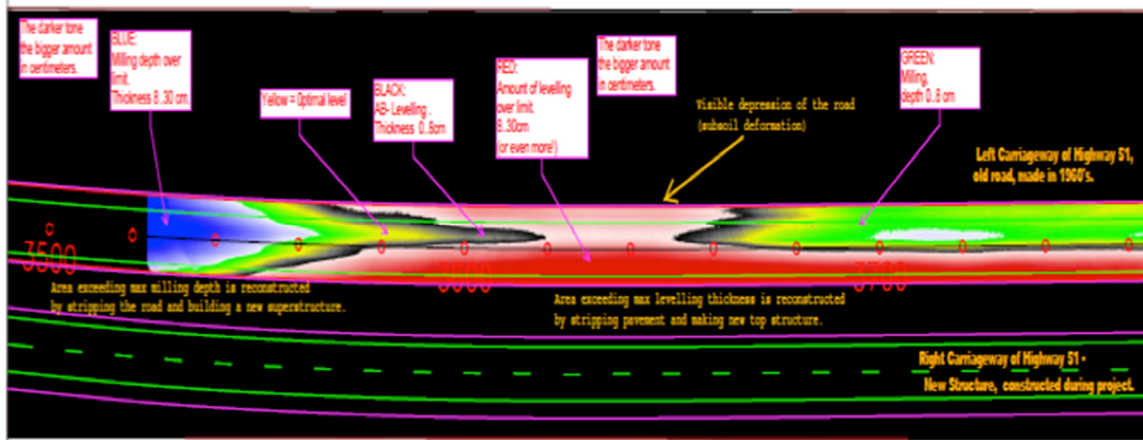 The darker tone
the bigger amount
in centimeters.
BLUE:
Milling depth over
limit.
Thickness 8..30 cm.
Yellow = Optimal level
BLACK:
AB- Levelling .
Thickness 0..8cm
RED:
Amount of levelling
over limit.
8..30cm
(or even more!)
The darker tone
the bigger amount
in centimeters.
Visible depression of the road
(subsoil deformation)
GREEN:
Milling,
depth 0..8 cm
Left Carriageway of Highway 51,
old road, made in 1960's.
3500
3600
3700
Area exceeding max milling depth is reconstructed
by stripping the road and building a new superstructure.
Area exceeding max levelling thickness is reconstructed
by stripping pavement and making new top structure.
Right Carriageway of Highway 51 -
New Structure, constructed during project.